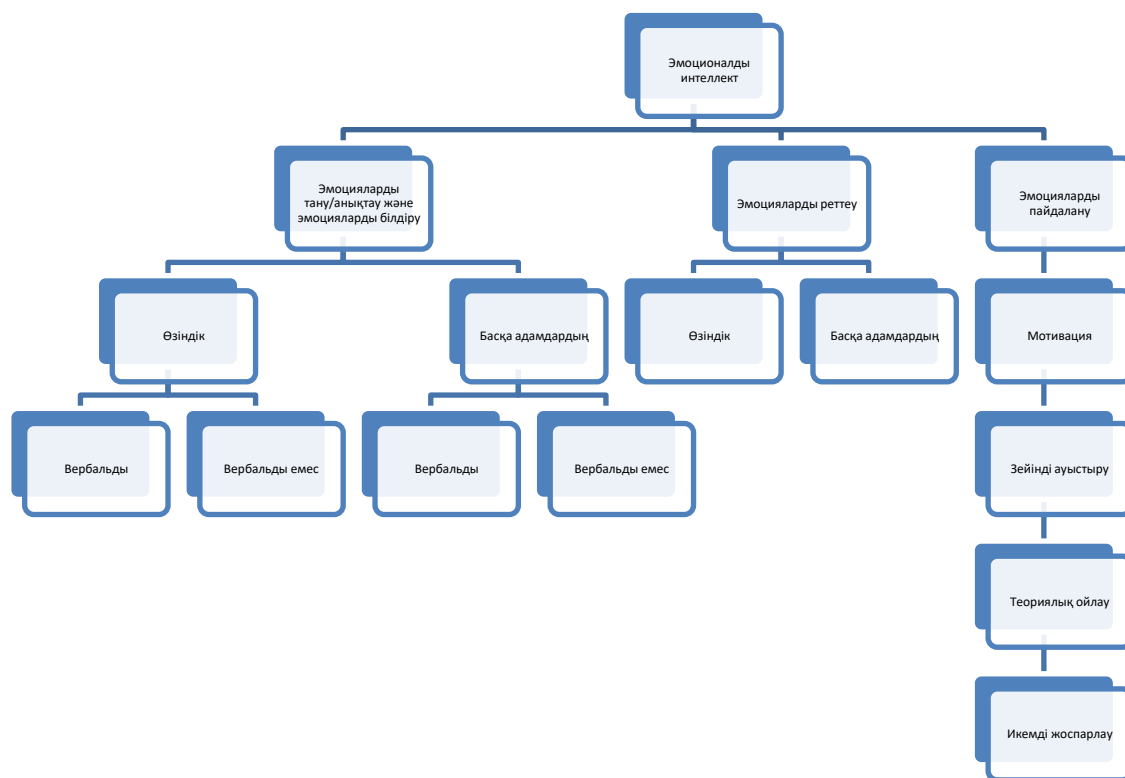 Эмоционалды
интеллект
Эмоцияларды
тану/анықтау және
эмоцияларды білдіру
Эмоцияларды реттеу
Эмоцияларды
пайдалану
Өзіндік
Басқа адамдардың
Өзіндік
Басқа адамдардың
Мотивация
Вербальды
Вербальды емес
Вербальды
Вербальды емес
Зейінді ауыстыру
Теориялық ойлау
Икемді жоспарлау